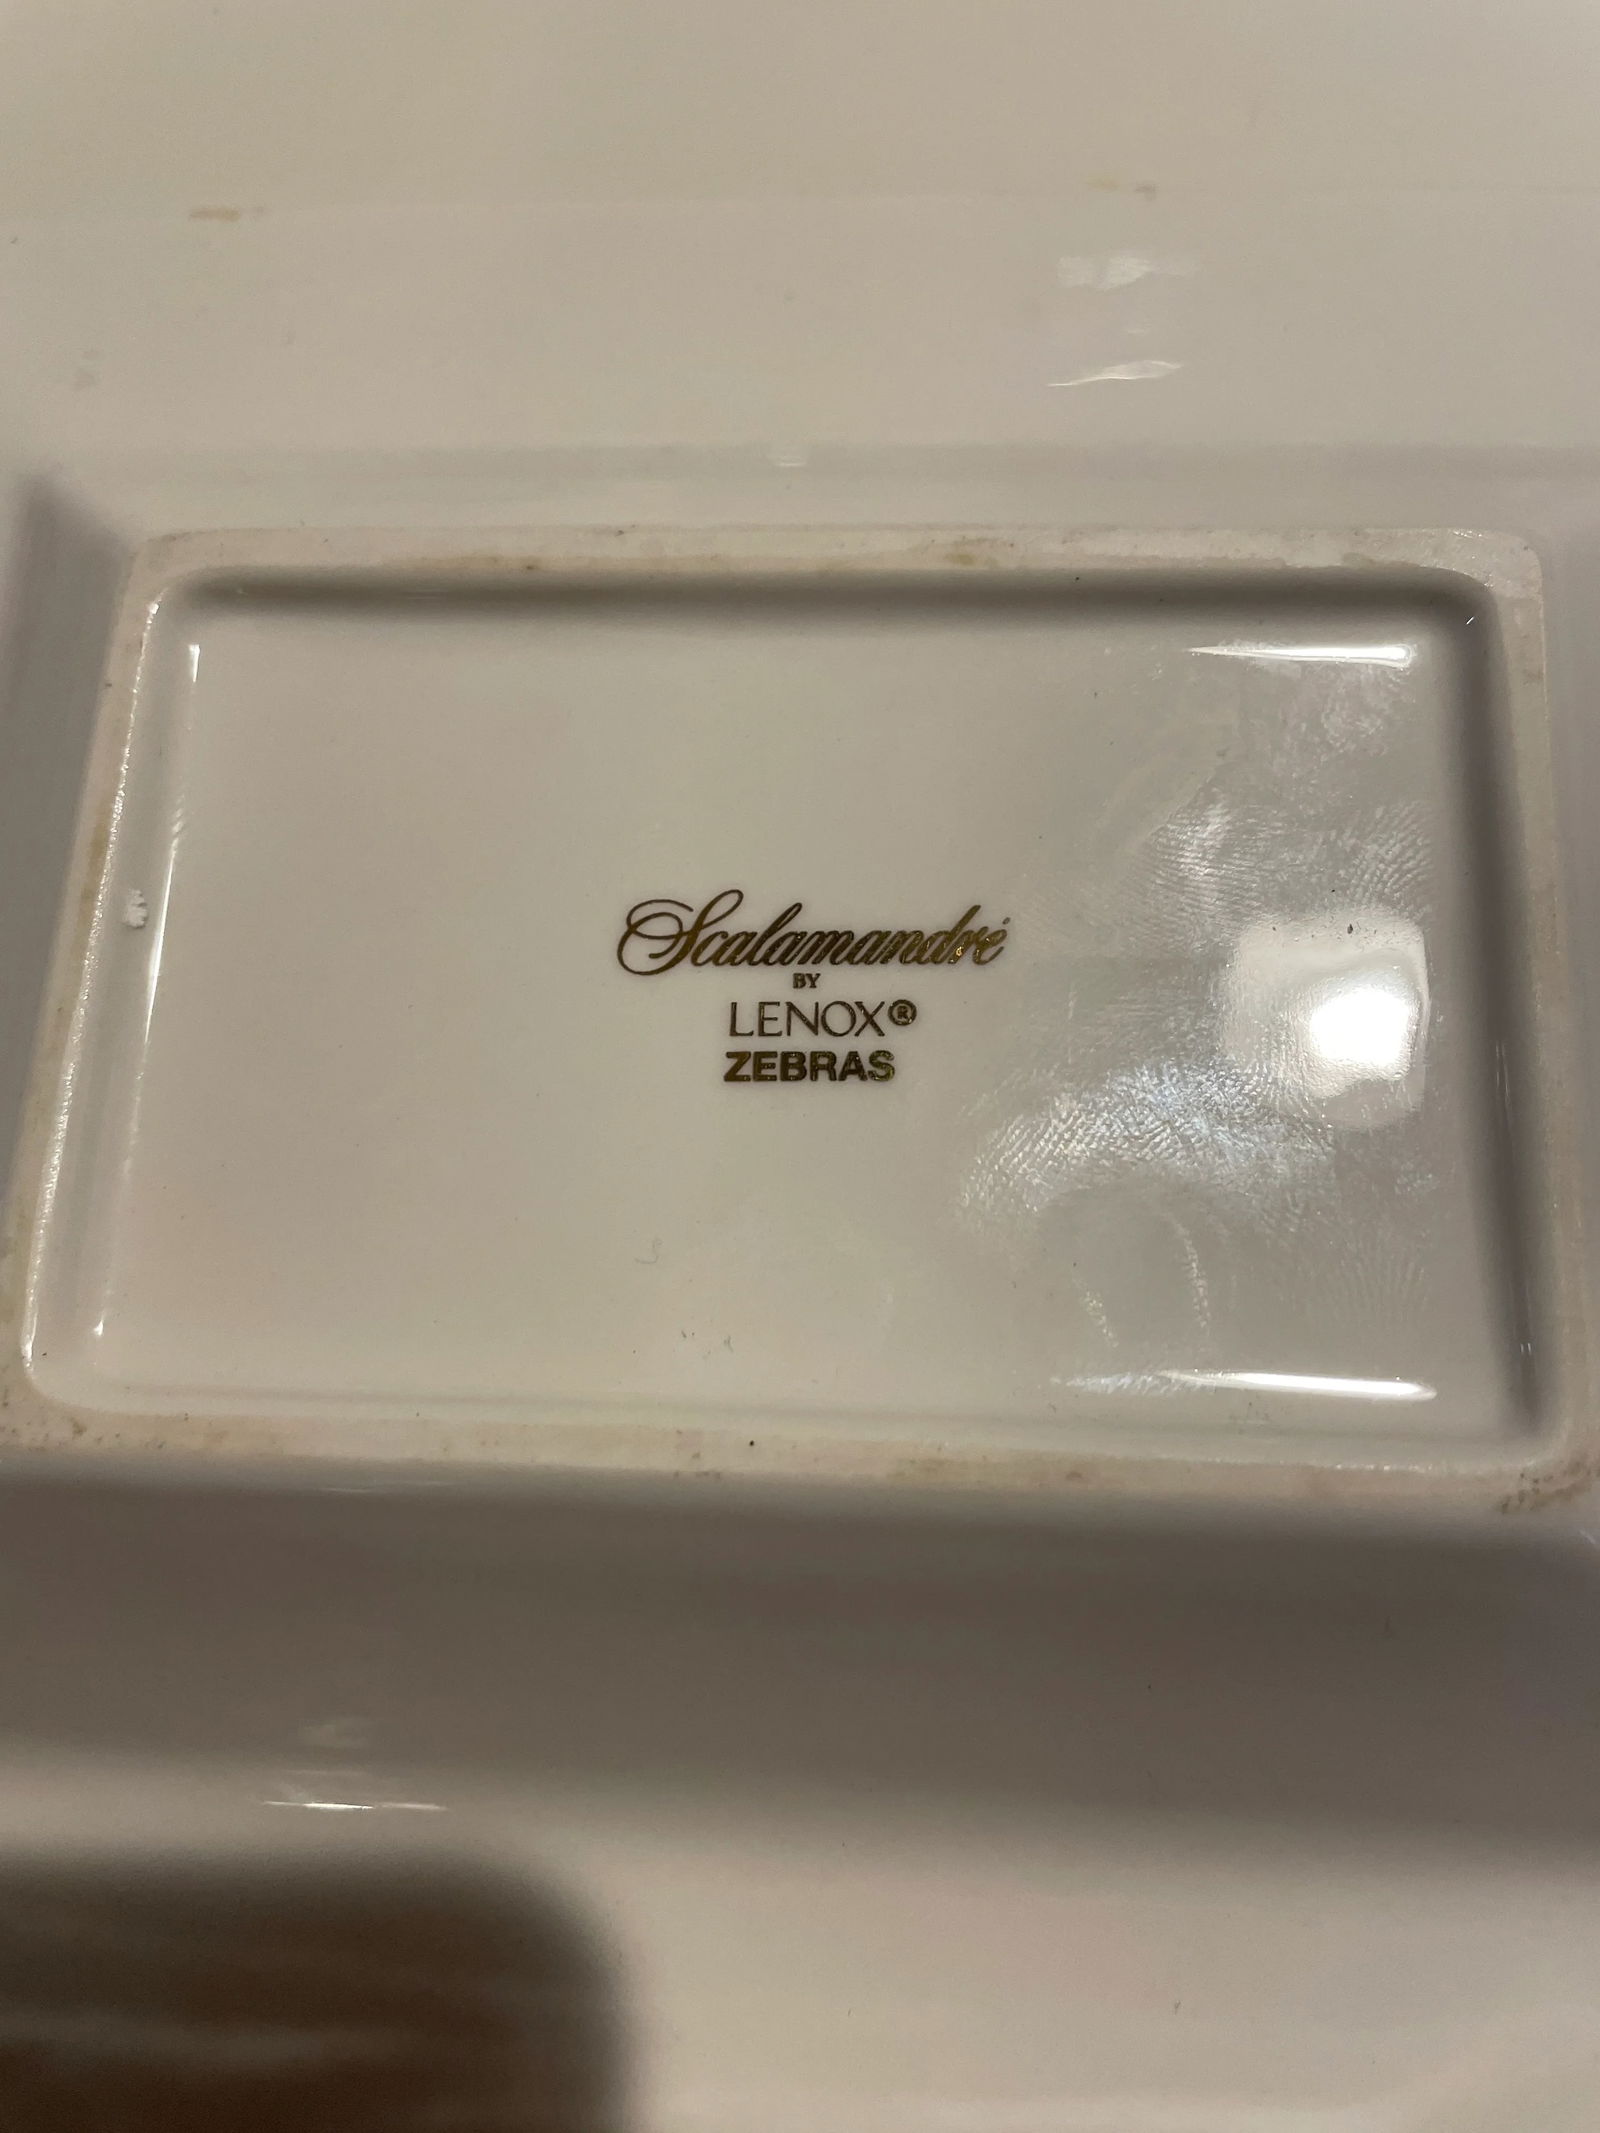 Scalamandré
BY
LENOX®
ZEBRAS